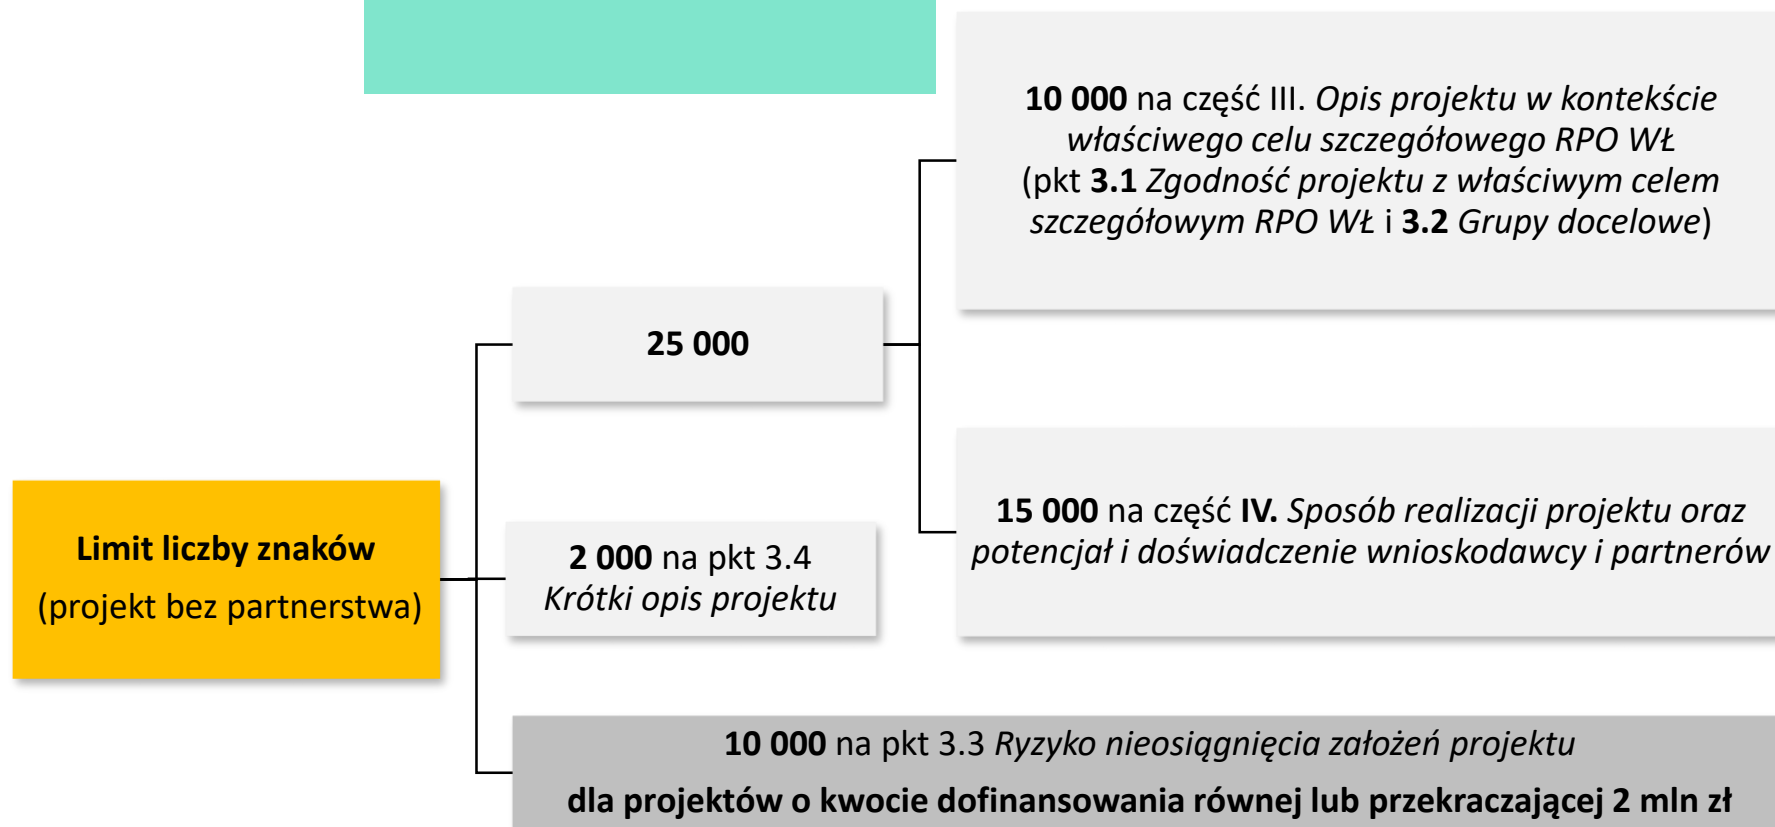 10 000 na część III. Opis projektu w kontekście
właściwego celu szczegółowego RPO WŁ
(pkt 3.1 Zgodność projektu z właściwym celem
szczegółowym RPO WŁ i 3.2 Grupy docelowe)
25 000
15 000 na część IV. Sposób realizacji projektu oraz
potencjał i doświadczenie wnioskodawcy i partnerów
Limit liczby znaków
(projekt bez partnerstwa)
2 000 na pkt 3.4
Krótki opis projektu
10 000 na pkt 3.3 Ryzyko nieosiągnięcia założeń projektu
dla projektów o kwocie dofinansowania równej lub przekraczającej 2 mln zł